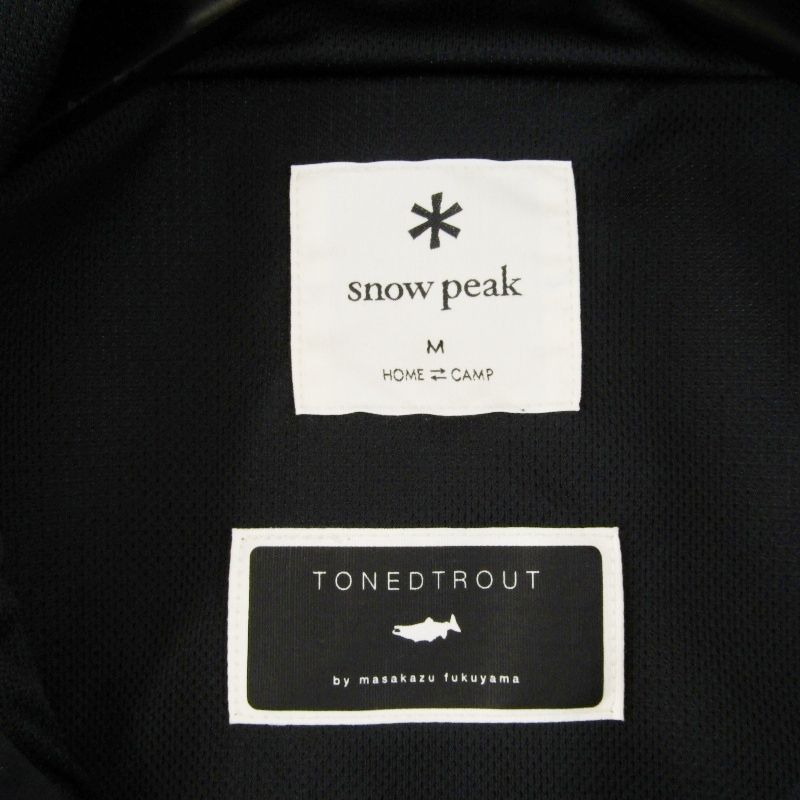 snow peak
M
HOME ⇄ CAMP
TONEDTROUT
by masakazu fukuyama